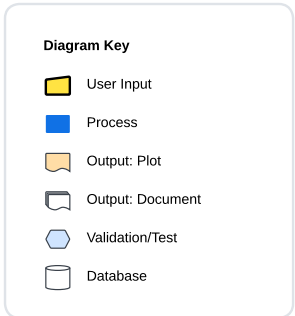 Diagram Key
User Input
Process
Output: Plot
Output: Document
Validation/Test
Database